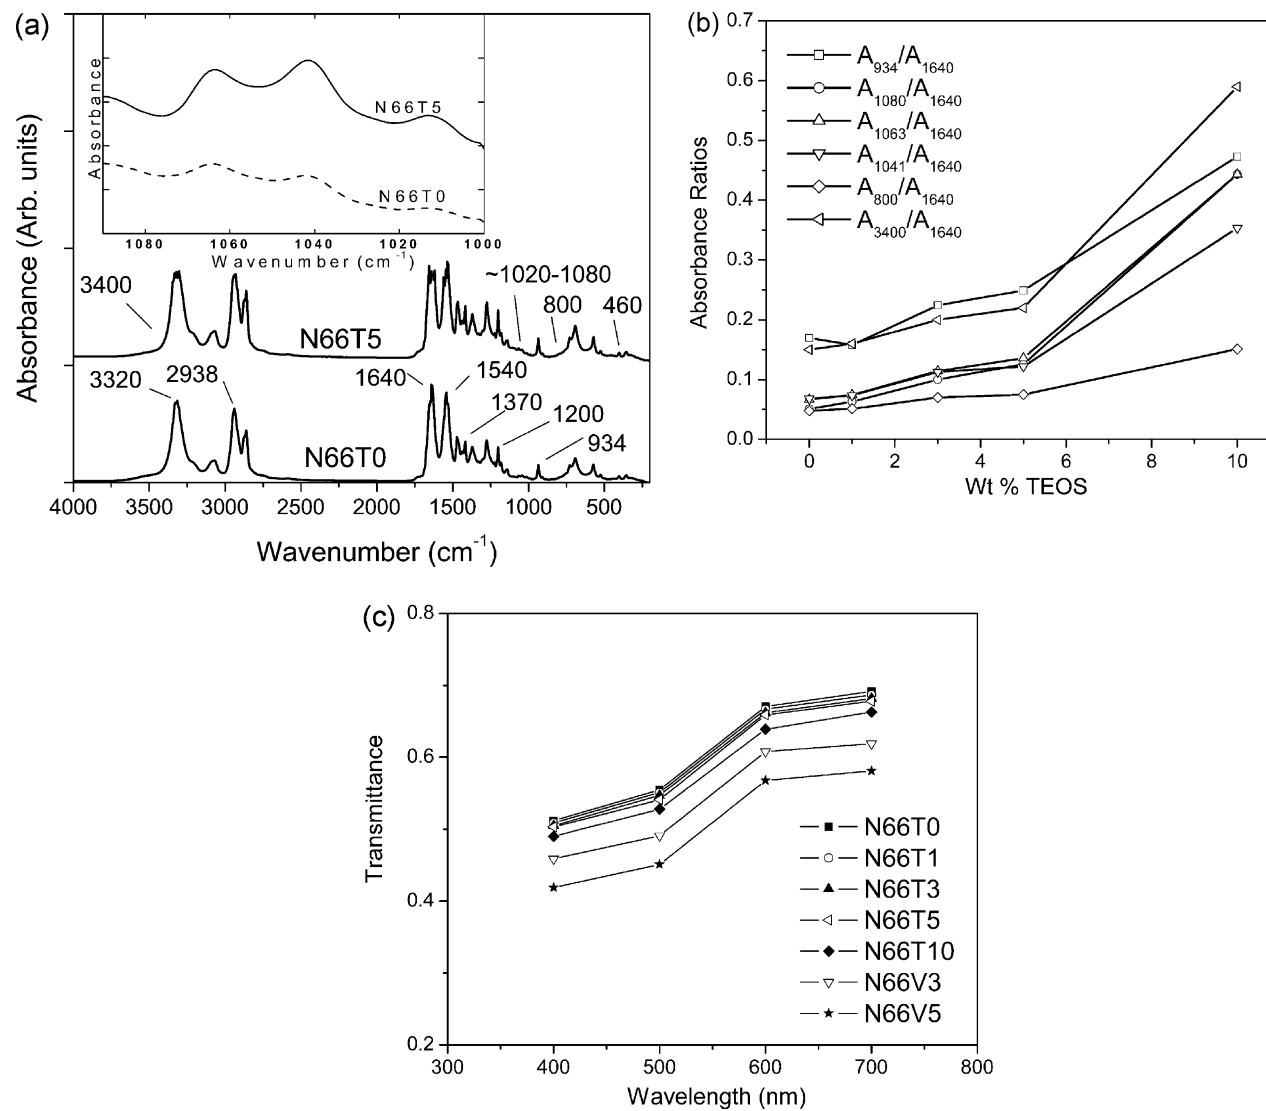 (a)
Absorbance (Arb. units)
Absorbance
N66T5
N66T0
1080 1060 1040 1020 1000
Wavenumber (cm⁻¹)
3400
~1020-1080
800
460
N66T5
3320
2938
1640
1540
1370
1200
934
N66T0
4000 3500 3000 2500 2000 1500 1000 500
Wavenumber (cm⁻¹)
(b)
Absorbance Ratios
0.7
0.6
0.5
0.4
0.3
0.2
0.1
0.0
A₉₃₄/A₁₆₄₀
A₁₀₈₀/A₁₆₄₀
A₁₀₆₃/A₁₆₄₀
A₁₀₄₁/A₁₆₄₀
A₈₀₀/A₁₆₄₀
A₃₄₀₀/A₁₆₄₀
0 2 4 6 8 10
Wt % TEOS
(c)
Transmittance
0.8
0.6
0.4
0.2
N66T0
N66T1
N66T3
N66T5
N66T10
N66V3
N66V5
300 400 500 600 700 800
Wavelength (nm)